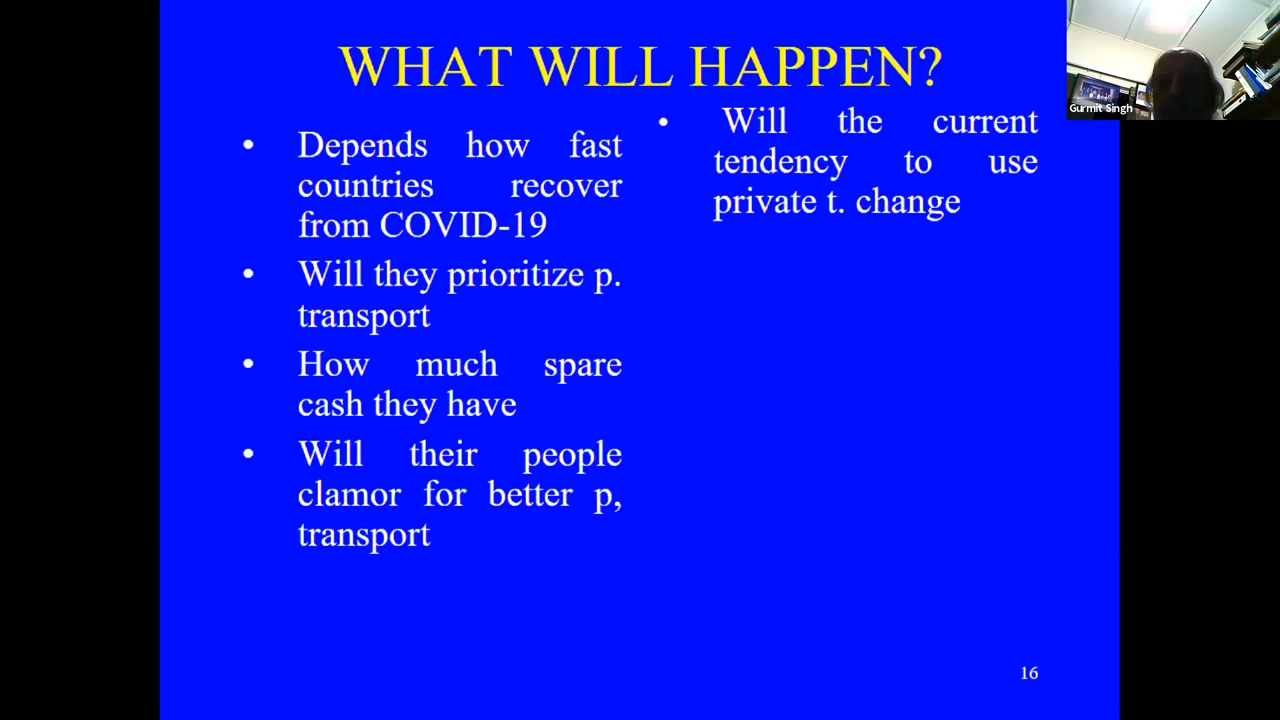 WHAT WILL HAPPEN?
• Depends how fast
countries recover
from COVID-19
• Will they prioritize p.
transport
• How much spare
cash they have
• Will their people
clamor for better p,
transport
• Will the current
tendency to use
private t. change
16
Gurmit Singh